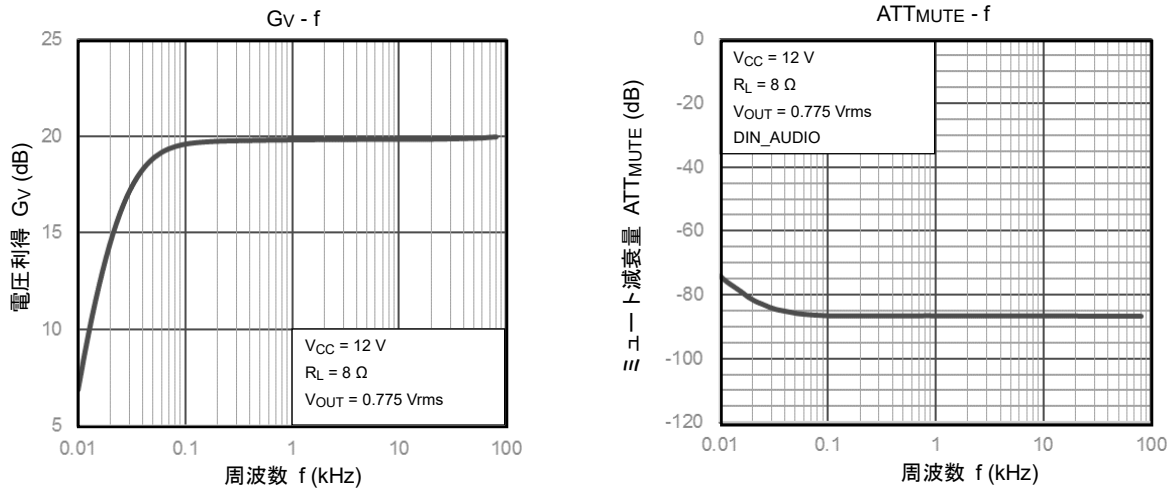 GV - f
25
20
15
10
5
電圧利得 GV (dB)
VCC = 12 V
RL = 8 Ω
VOUT = 0.775 Vrms
0.01
0.1
1
10
100
周波数 f (kHz)
ATTMUTE - f
0
-20
-40
-60
-80
-100
-120
ミュート減衰量 ATTMUTE (dB)
VCC = 12 V
RL = 8 Ω
VOUT = 0.775 Vrms
DIN_AUDIO
0.01
0.1
1
10
100
周波数 f (kHz)